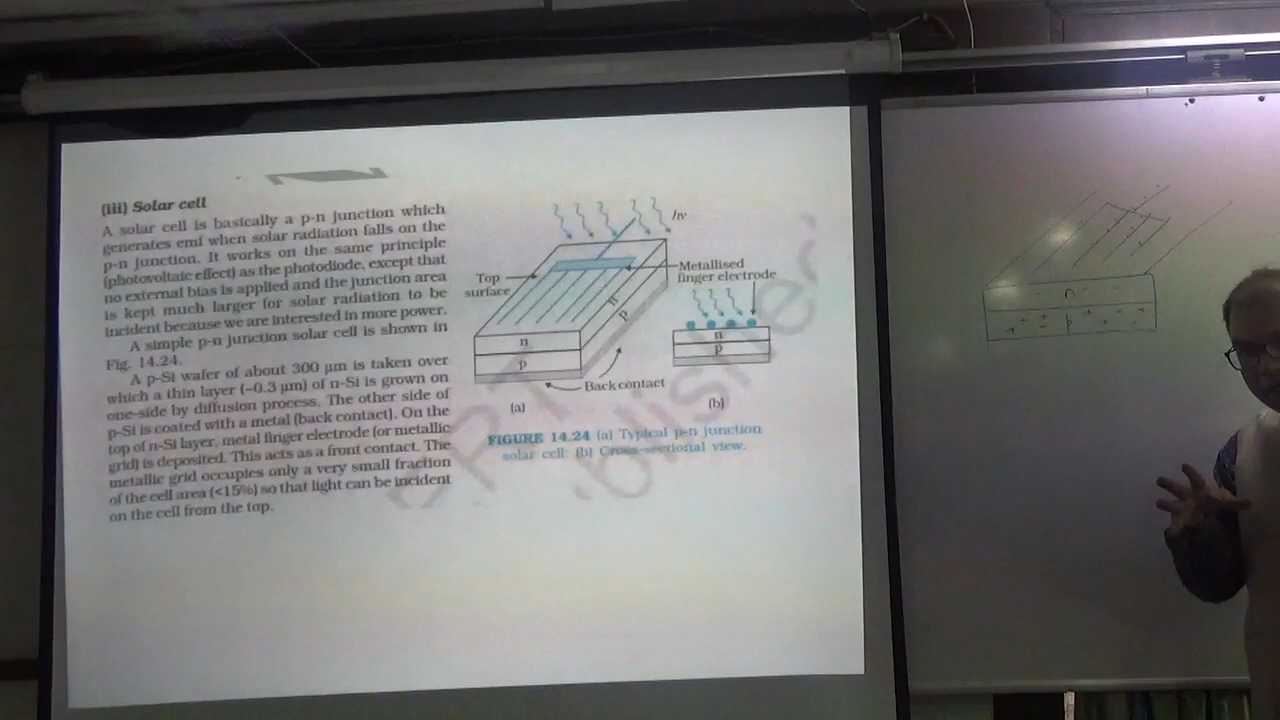 (iii) Solar cell
A solar cell is basically a p-n junction which
generates emf when solar radiation falls on the
p-n junction. It works on the same principle
(photovoltaic effect) as the photodiode, except that
no external bias is applied and the junction area
is kept much larger for solar radiation to be
incident because we are interested in more power.
A simple p-n junction solar cell is shown in
Fig. 14.24.
A p-Si wafer of about 300 μm is taken over
which a thin layer (~0.3 μm) of n-Si is grown on
one-side by diffusion process. The other side of
p-Si is coated with a metal (back contact). On the
top of n-Si layer, metal finger electrode (or metallic
grid) is deposited. This acts as a front contact. The
metallic grid occupies only a very small fraction
of the cell area (<15%) so that light can be incident
on the cell from the top.
hν
Top
surface
Metallised
finger electrode
n
p
n
p
n
p
Back contact
(a)
(b)
FIGURE 14.24 (a) Typical p-n junction
solar cell; (b) Cross-sectional view.
n
p